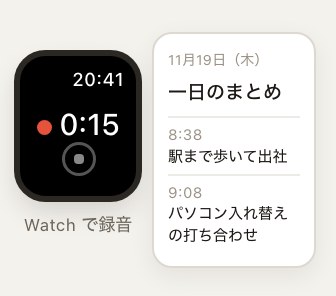 20:41
0:15
Watch で録音
11月19日（木）
一日のまとめ
8:38
駅まで歩いて出社
9:08
パソコン入れ替え
の打ち合わせ